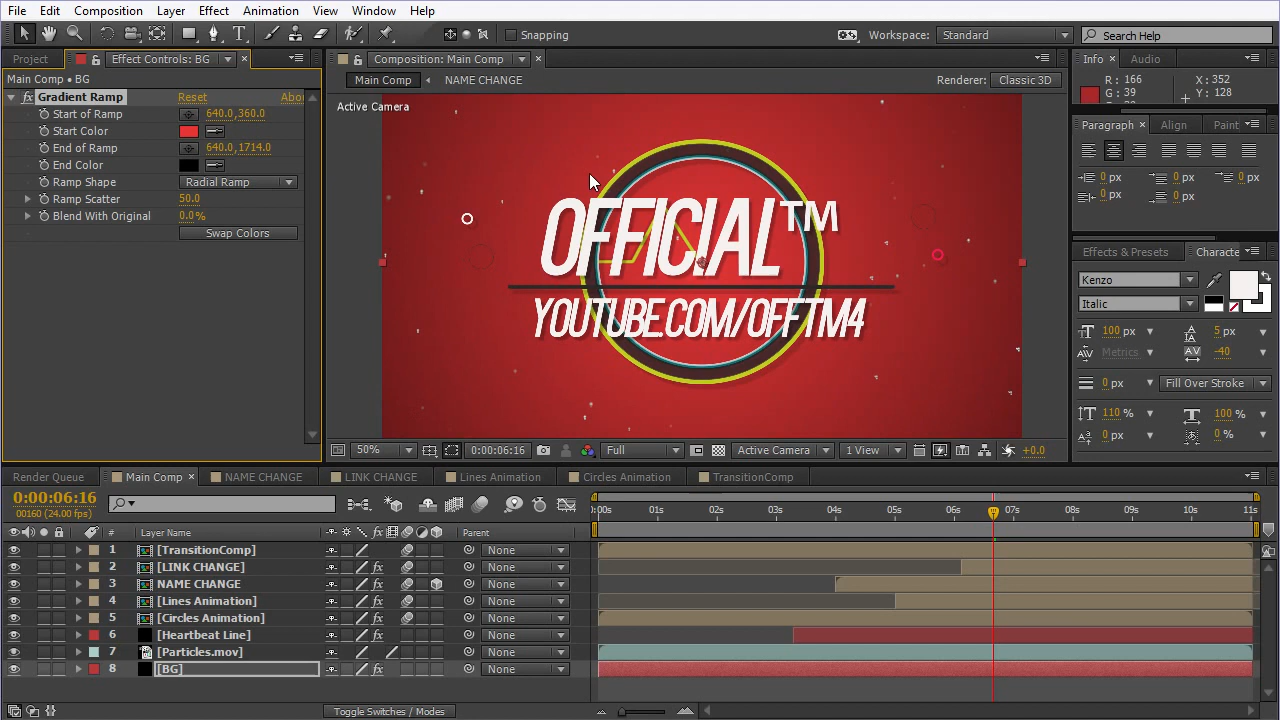 File Edit Composition Layer Effect Animation View Window Help
Snapping Workspace: Standard Search Help
Project Effect Controls: BG Composition: Main Comp Info Audio
Main Comp • BG
Main Comp NAME CHANGE Renderer: Classic 3D
R: 166 X: 352
G: 39 Y: 128
fx Gradient Ramp Reset Abou
Active Camera
Start of Ramp 640.0,360.0
Start Color
End of Ramp 640.0,1714.0
End Color
Ramp Shape Radial Ramp
Ramp Scatter 50.0
Blend With Original 0.0%
Swap Colors
OFFICIAL™
YOUTUBE.COM/OFFTM4
Paragraph Align Paint
0 px 0 px 0 px
0 px 0 px
Effects & Presets Characte
Kenzo
Italic
100 px 5 px
Metrics -40
0 px Fill Over Stroke
110 % 100 %
0 px 0 %
50% 0:00:06:16 Full Active Camera 1 View +0.0
Render Queue Main Comp NAME CHANGE LINK CHANGE Lines Animation Circles Animation TransitionComp
0:00:06:16
00160 (24.00 fps)
:00s 01s 02s 03s 04s 05s 06s 07s 08s 09s 10s 11s
# Layer Name fx Parent
1 [TransitionComp] None
2 [LINK CHANGE] fx None
3 NAME CHANGE fx None
4 [Lines Animation] fx None
5 [Circles Animation] fx None
6 [Heartbeat Line] fx None
7 [Particles.mov] None
8 [BG] fx None
Toggle Switches / Modes